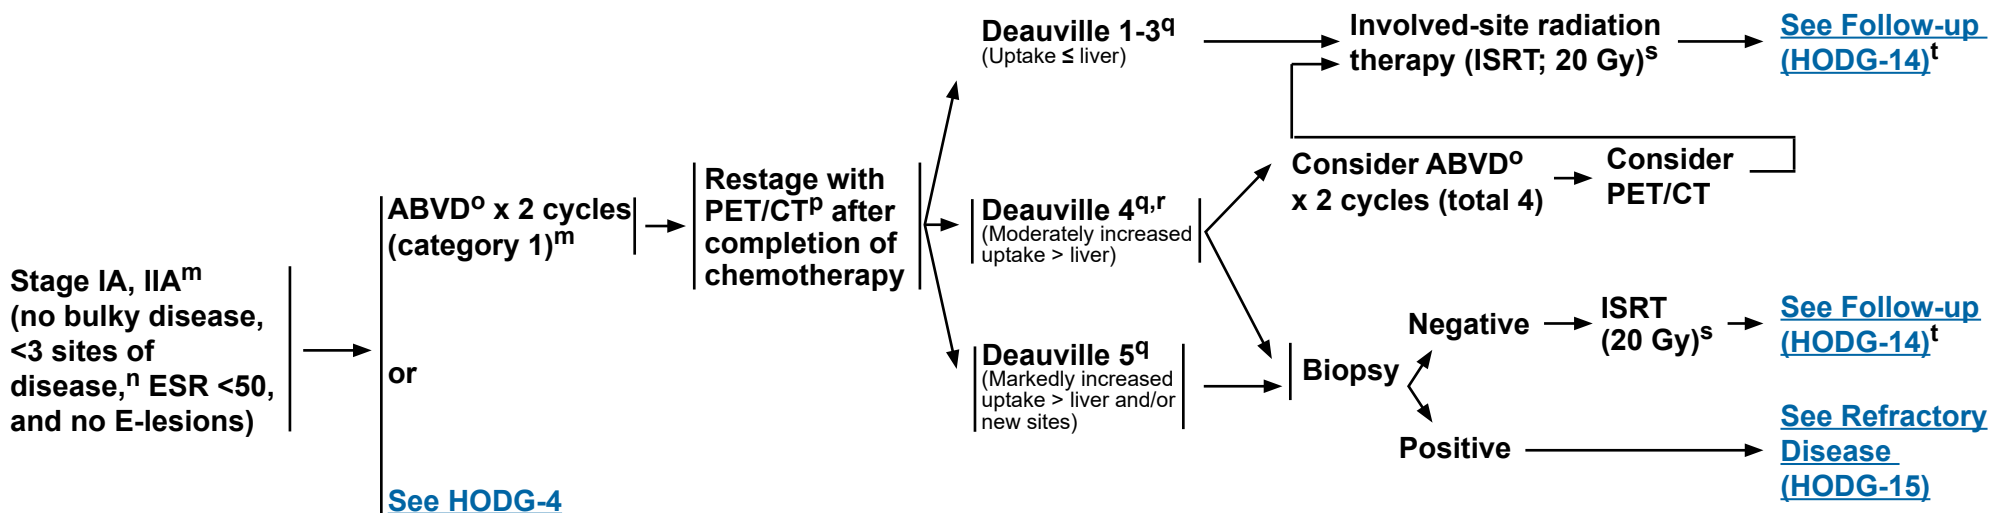 Stage IA, IIAm
(no bulky disease,
<3 sites of
disease,n ESR <50,
and no E-lesions)
ABVDo x 2 cycles
(category 1)m
or
See HODG-4
Restage with
PET/CTp after
completion of
chemotherapy
Deauville 1-3q
(Uptake ≤ liver)
Deauville 4q,r
(Moderately increased
uptake > liver)
Deauville 5q
(Markedly increased
uptake > liver and/or
new sites)
Involved-site radiation
therapy (ISRT; 20 Gy)s
See Follow-up
(HODG-14)t
Consider ABVDo
x 2 cycles (total 4)
Consider
PET/CT
Biopsy
Negative
ISRT
(20 Gy)s
See Follow-up
(HODG-14)t
Positive
See Refractory
Disease
(HODG-15)